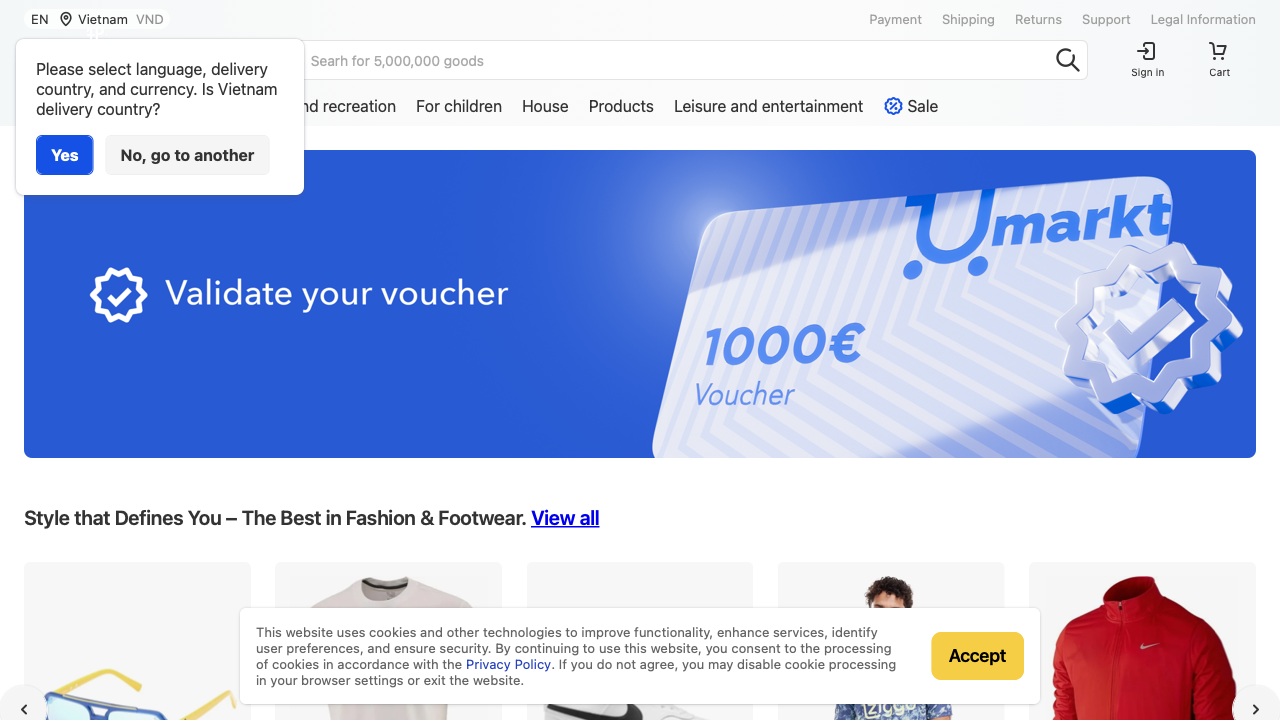 EN Vietnam VND
Payment Shipping Returns Support Legal Information
Please select language, delivery
country, and currency. Is Vietnam
delivery country?
Yes No, go to another
Searh for 5,000,000 goods
Sign in
Cart
nd recreation For children House Products Leisure and entertainment Sale
Validate your voucher
Umarkt
1000€
Voucher
Style that Defines You – The Best in Fashion & Footwear. View all
This website uses cookies and other technologies to improve functionality, enhance services, identify
user preferences, and ensure security. By continuing to use this website, you consent to the processing
of cookies in accordance with the Privacy Policy. If you do not agree, you may disable cookie processing
in your browser settings or exit the website.
Accept